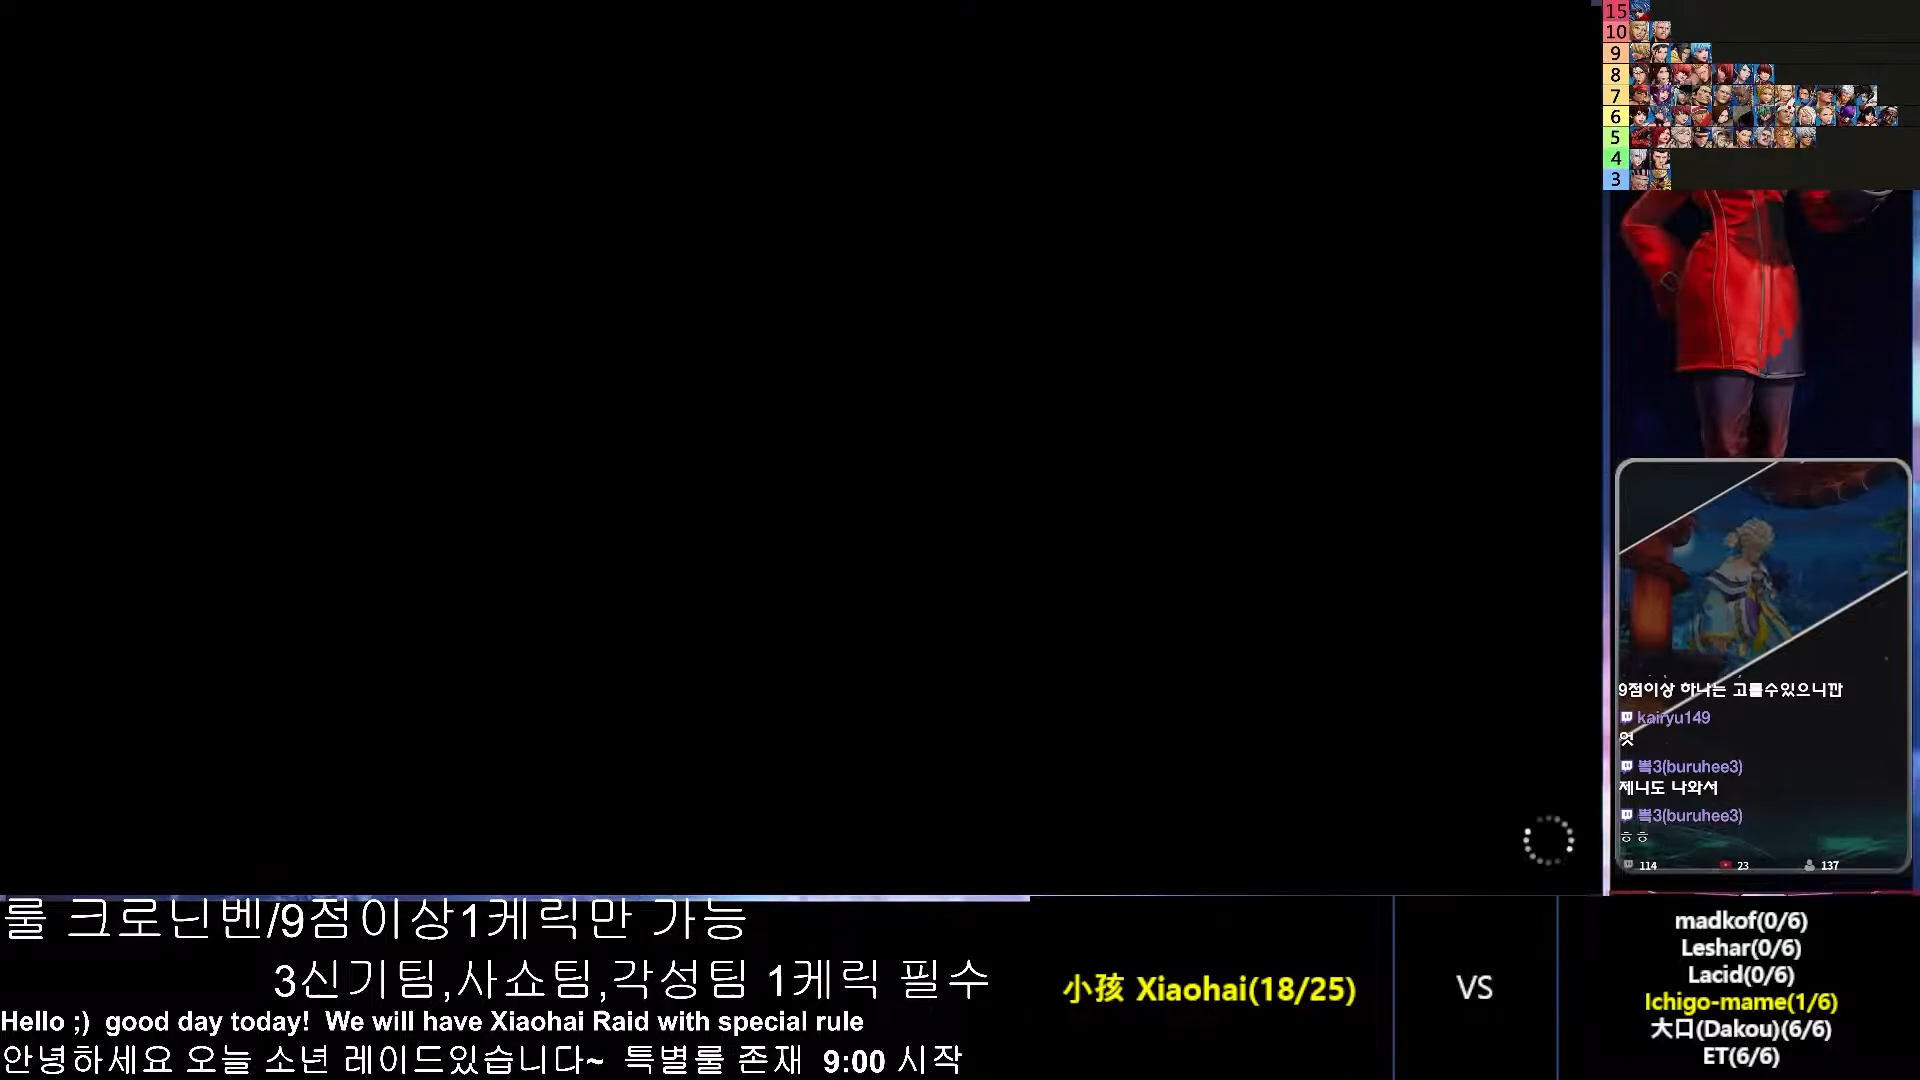 15
10
9
8
7
6
5
4
3
9점이상 하나는 고를수있으니깐
kairyu149
엇
뽁3(buruhee3)
제니도 나와서
뽁3(buruhee3)
ㅎㅎ
114 23 137
룰 크로닌벤/9점이상1케릭만 가능
3신기팀,사쇼팀,각성팀 1케릭 필수
Hello ;) good day today! We will have Xiaohai Raid with special rule
안녕하세요 오늘 소년 레이드있습니다~ 특별룰 존재 9:00 시작
小孩 Xiaohai(18/25)
VS
madkof(0/6)
Leshar(0/6)
Lacid(0/6)
Ichigo-mame(1/6)
大口(Dakou)(6/6)
ET(6/6)